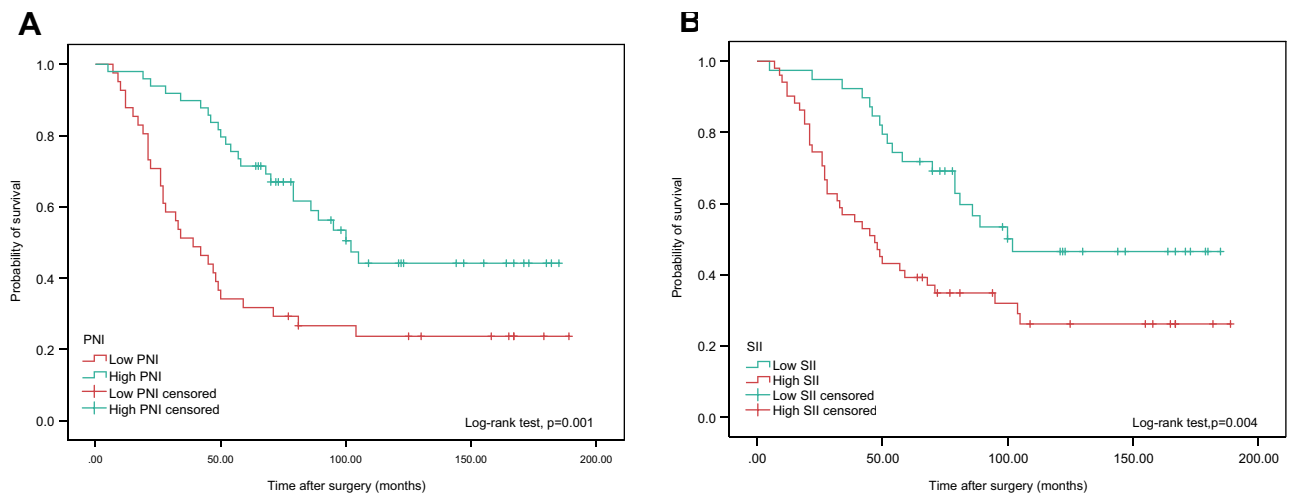 A
1.0
0.8
0.6
0.4
0.2
0.0
Probability of survival
PNI
Low PNI
High PNI
Low PNI censored
High PNI censored
Log-rank test, p=0.001
.00 50.00 100.00 150.00 200.00
Time after surgery (months)
B
1.0
0.8
0.6
0.4
0.2
0.0
Probability of survival
SII
Low SII
High SII
Low SII censored
High SII censored
Log-rank test,p=0.004
.00 50.00 100.00 150.00 200.00
Time after surgery (months)